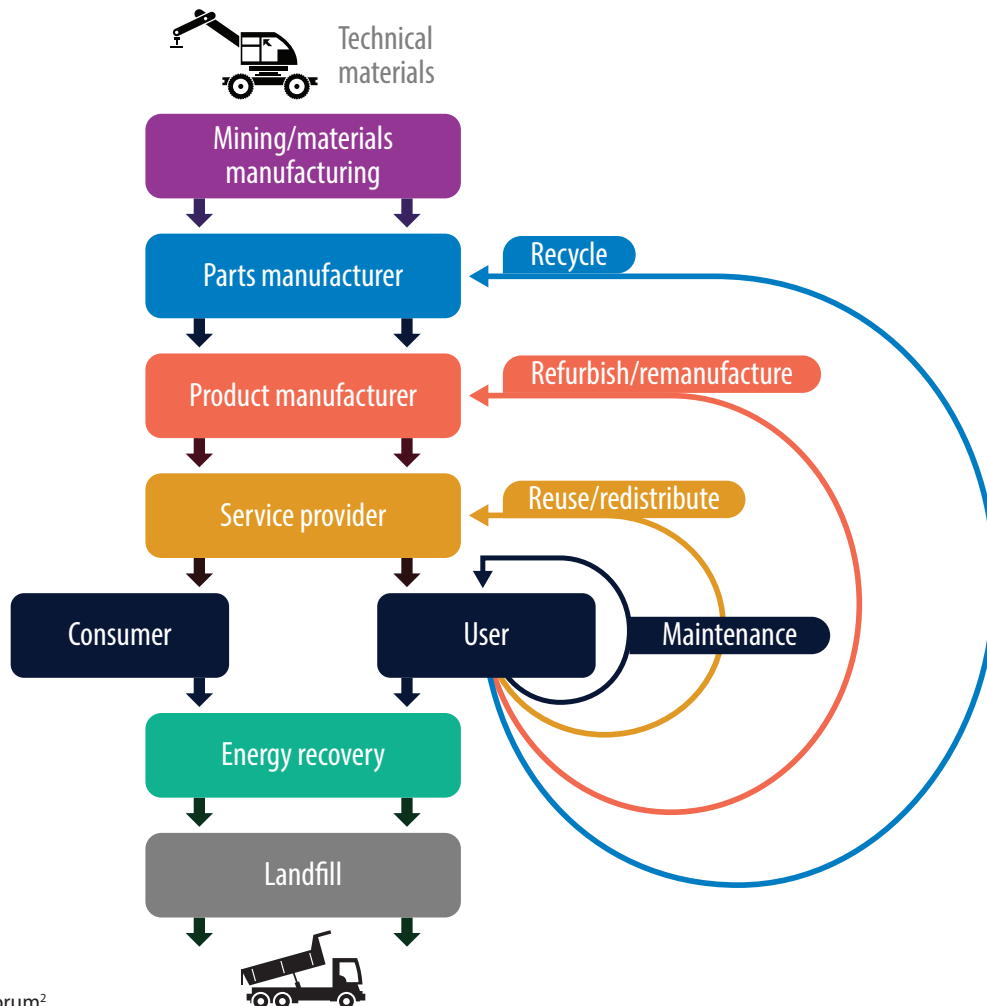 Technical
materials
Mining/materials
manufacturing
Parts manufacturer
Recycle
Product manufacturer
Refurbish/remanufacture
Service provider
Reuse/redistribute
Consumer
User
Maintenance
Energy recovery
Landfill